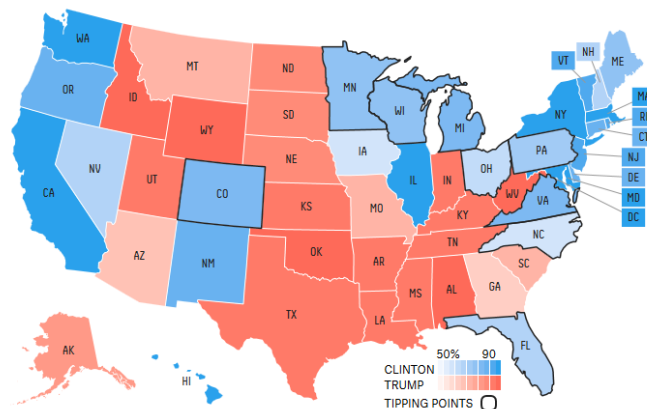 WA
MT
ND
MN
VT
NH
ME
OR
ID
SD
WI
MI
NY
MA
RI
CT
WY
NE
IA
PA
NJ
NV
UT
CO
IL
IN
OH
DE
MD
DC
CA
KS
MO
WV
VA
KY
AZ
NM
OK
AR
TN
NC
SC
TX
LA
MS
AL
GA
FL
AK
HI
50% 90
CLINTON
TRUMP
TIPPING POINTS